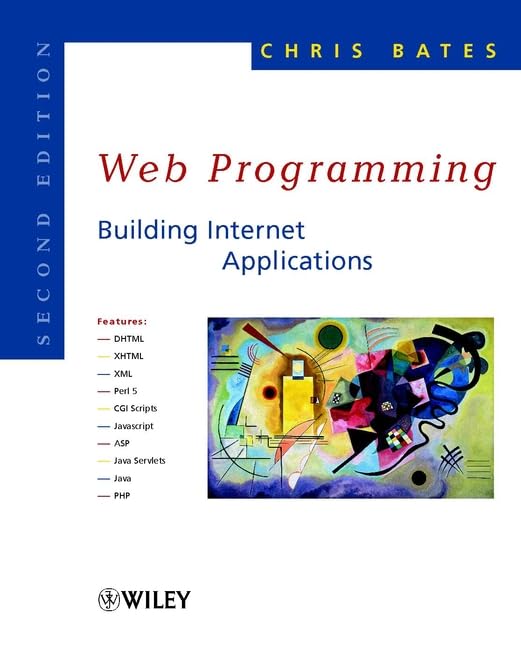 CHRIS BATES
SECOND EDITION
Web Programming
Building Internet
Applications
Features:
DHTML
XHTML
XML
Perl 5
CGI Scripts
Javascript
ASP
Java Servlets
Java
PHP
WILEY